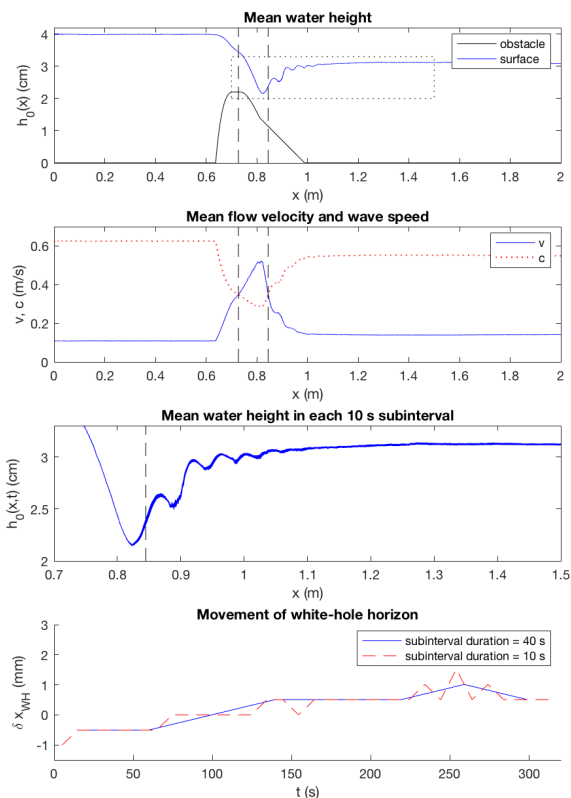 Mean water height
4
3
2
1
0
h0(x) (cm)
obstacle
surface
0 0.2 0.4 0.6 0.8 1 1.2 1.4 1.6 1.8 2
x (m)
Mean flow velocity and wave speed
0.6
0.4
0.2
0
v, c (m/s)
v
c
0 0.2 0.4 0.6 0.8 1 1.2 1.4 1.6 1.8 2
x (m)
Mean water height in each 10 s subinterval
3
2.5
2
h0(x,t) (cm)
0.7 0.8 0.9 1 1.1 1.2 1.3 1.4 1.5
x (m)
Movement of white-hole horizon
3
2
1
0
-1
δ xWH (mm)
subinterval duration = 40 s
subinterval duration = 10 s
0 50 100 150 200 250 300
t (s)